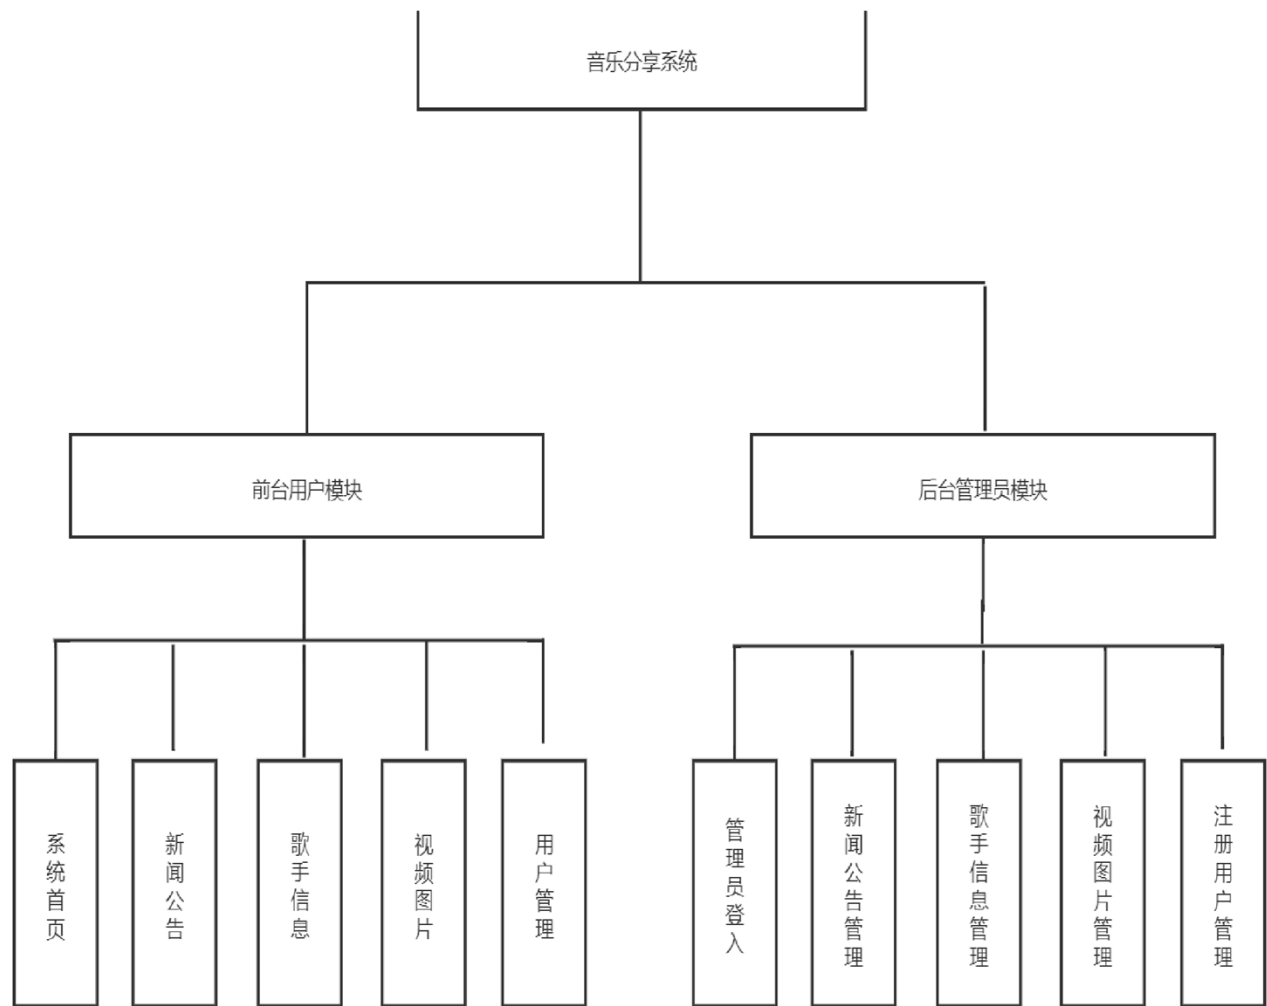 音乐分享系统
前台用户模块
后台管理员模块
系统首页
新闻公告
歌手信息
视频图片
用户管理
管理员登入
新闻公告管理
歌手信息管理
视频图片管理
注册用户管理